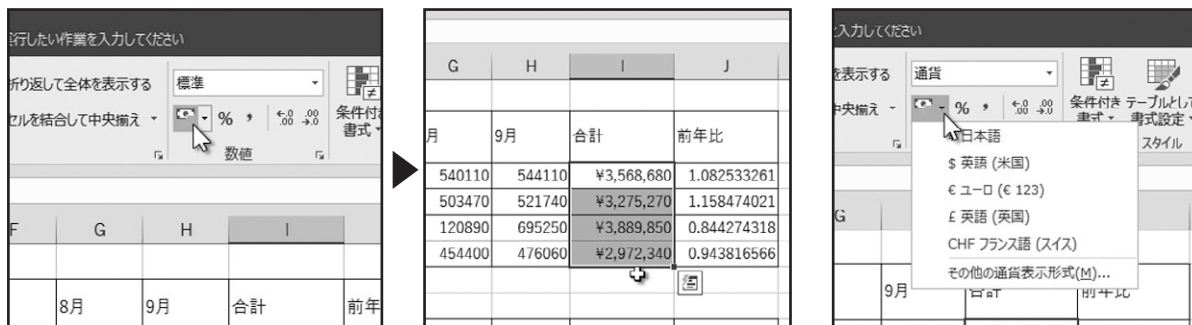 実行したい作業を入力してください
折り返して全体を表示する 標準
セルを結合して中央揃え % , 条件付き
書式
数値
F G H I
8月 9月 合計 前年
G H I J
月 9月 合計 前年比
540110 544110 ¥3,568,680 1.082533261
503470 521740 ¥3,275,270 1.158474021
120890 695250 ¥3,889,850 0.844274318
454400 476060 ¥2,972,340 0.943816566
入力してください
を表示する 通貨
中央揃え % , 条件付き テーブルとして
書式 書式設定
スタイル
日本語
$ 英語 (米国)
€ ユーロ (€ 123)
£ 英語 (英国)
CHF フランス語 (スイス)
その他の通貨表示形式(M)...
G
9月 合計 前年比